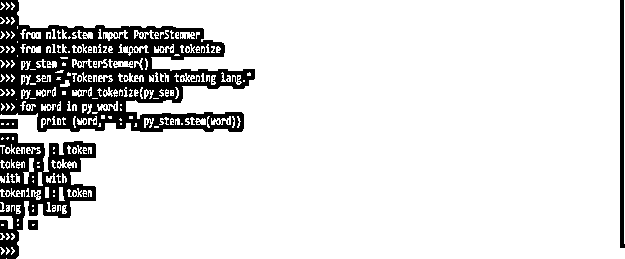 >>>
>>>
>>> from nltk.stem import PorterStemmer
>>> from nltk.tokenize import word_tokenize
>>> py_stem = PorterStemmer()
>>> py_sen = "Tokeners token with tokening lang."
>>> py_word = word_tokenize(py_sen)
>>> for word in py_word:
...     print (word, " : ", py_stem.stem(word))
...
Tokeners  :  token
token  :  token
with  :  with
tokening  :  token
lang  :  lang
.  :  .
>>>
>>>